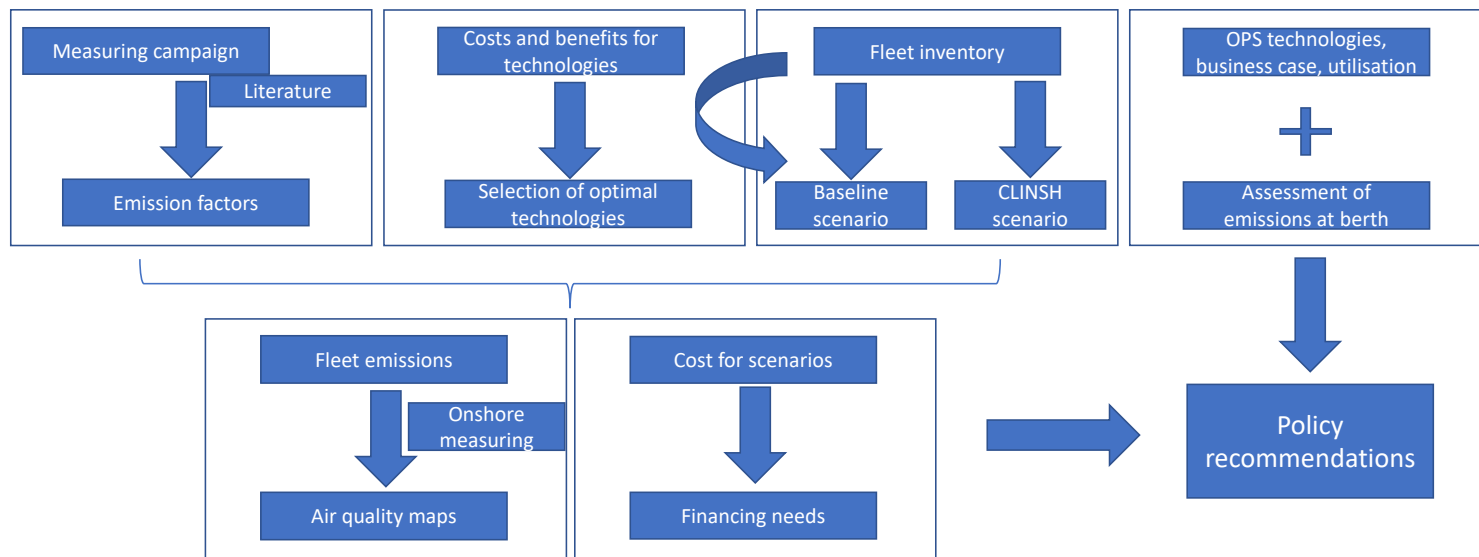 Measuring campaign
Literature
Emission factors
Costs and benefits for
technologies
Selection of optimal
technologies
Fleet inventory
Baseline
scenario
CLINSH
scenario
OPS technologies,
business case, utilisation
Assessment of
emissions at berth
Fleet emissions
Onshore
measuring
Air quality maps
Cost for scenarios
Financing needs
Policy
recommendations